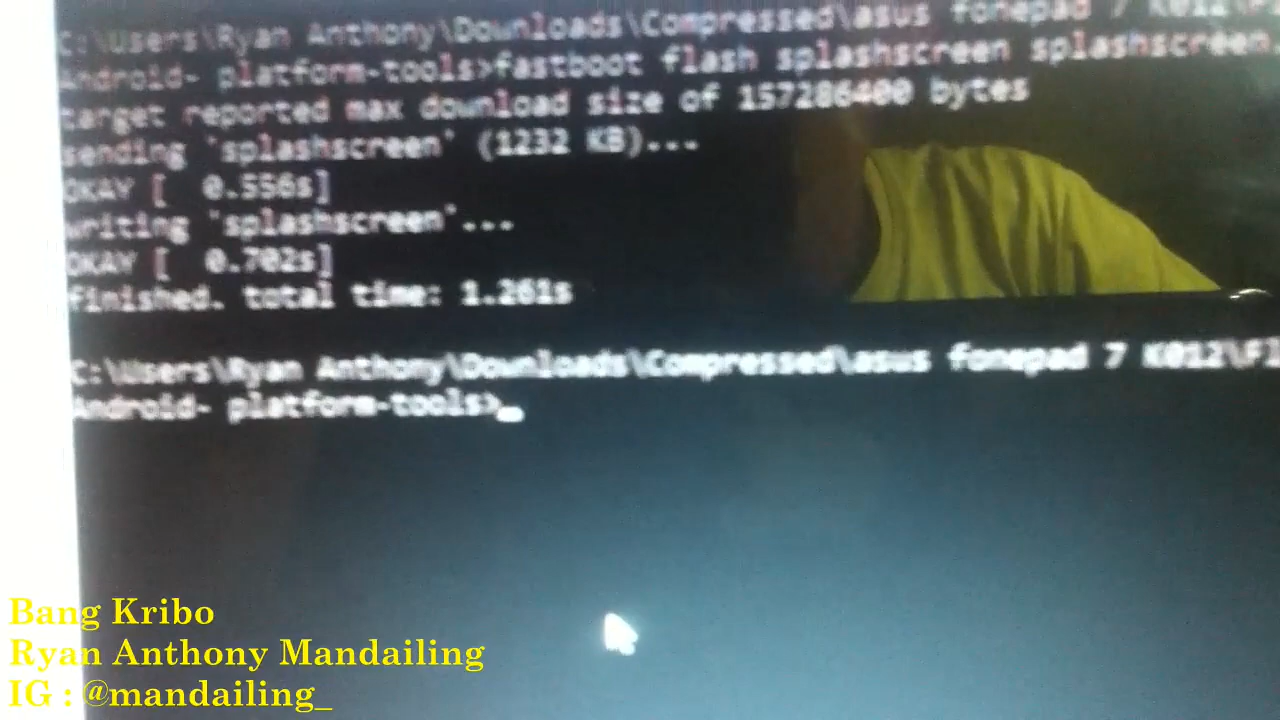 C:\Users\Ryan Anthony\Downloads\Compressed\asus fonepad 7 K012\Fl
Android- platform-tools>fastboot flash splashscreen splashscreen.
target reported max download size of 157286400 bytes
sending 'splashscreen' (1232 KB)...
OKAY [  0.556s]
writing 'splashscreen'...
OKAY [  0.702s]
finished. total time: 1.261s
C:\Users\Ryan Anthony\Downloads\Compressed\asus fonepad 7 K012\Fl
Android- platform-tools>_
Bang Kribo
Ryan Anthony Mandailing
IG : @mandailing_